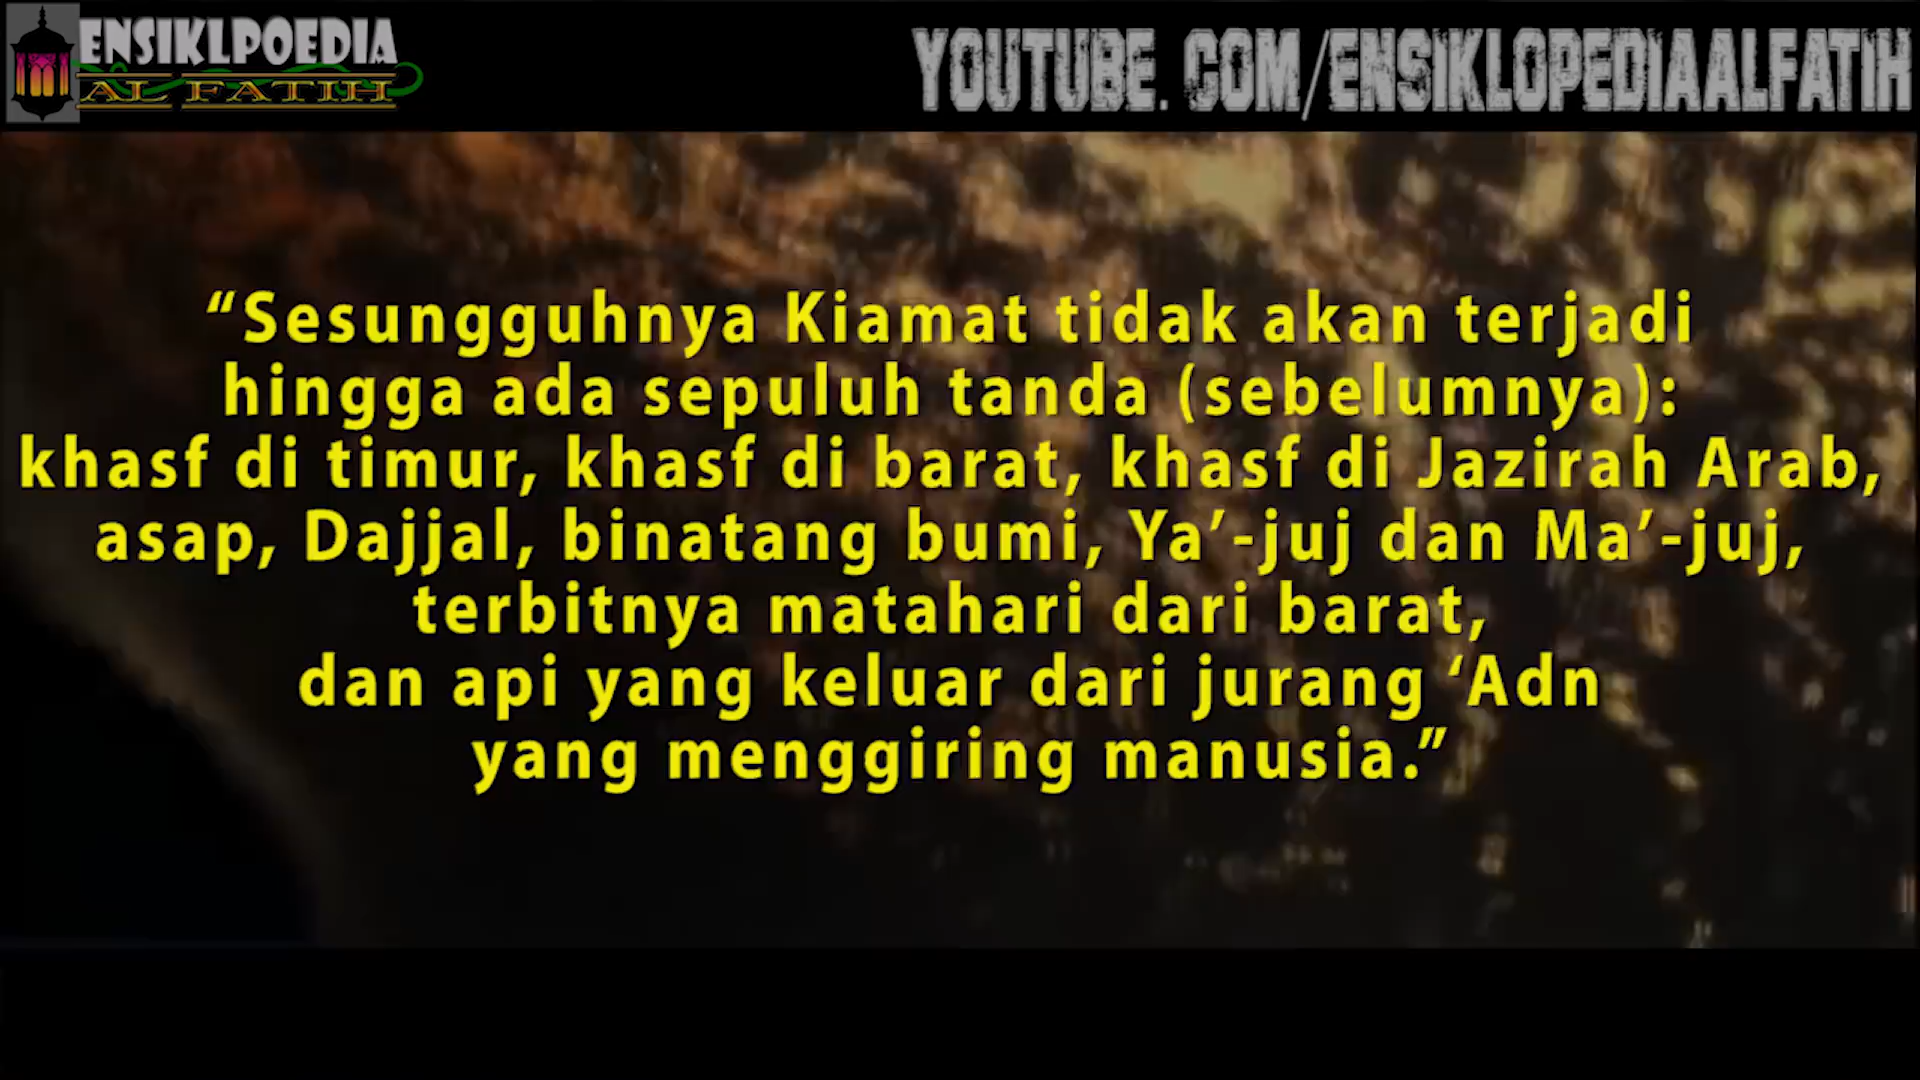 ENSIKLPOEDIA
AL FATIH
YOUTUBE. COM/ENSIKLOPEDIAALFATIH
“Sesungguhnya Kiamat tidak akan terjadi
hingga ada sepuluh tanda (sebelumnya):
khasf di timur, khasf di barat, khasf di Jazirah Arab,
asap, Dajjal, binatang bumi, Ya’-juj dan Ma’-juj,
terbitnya matahari dari barat,
dan api yang keluar dari jurang ‘Adn
yang menggiring manusia.”